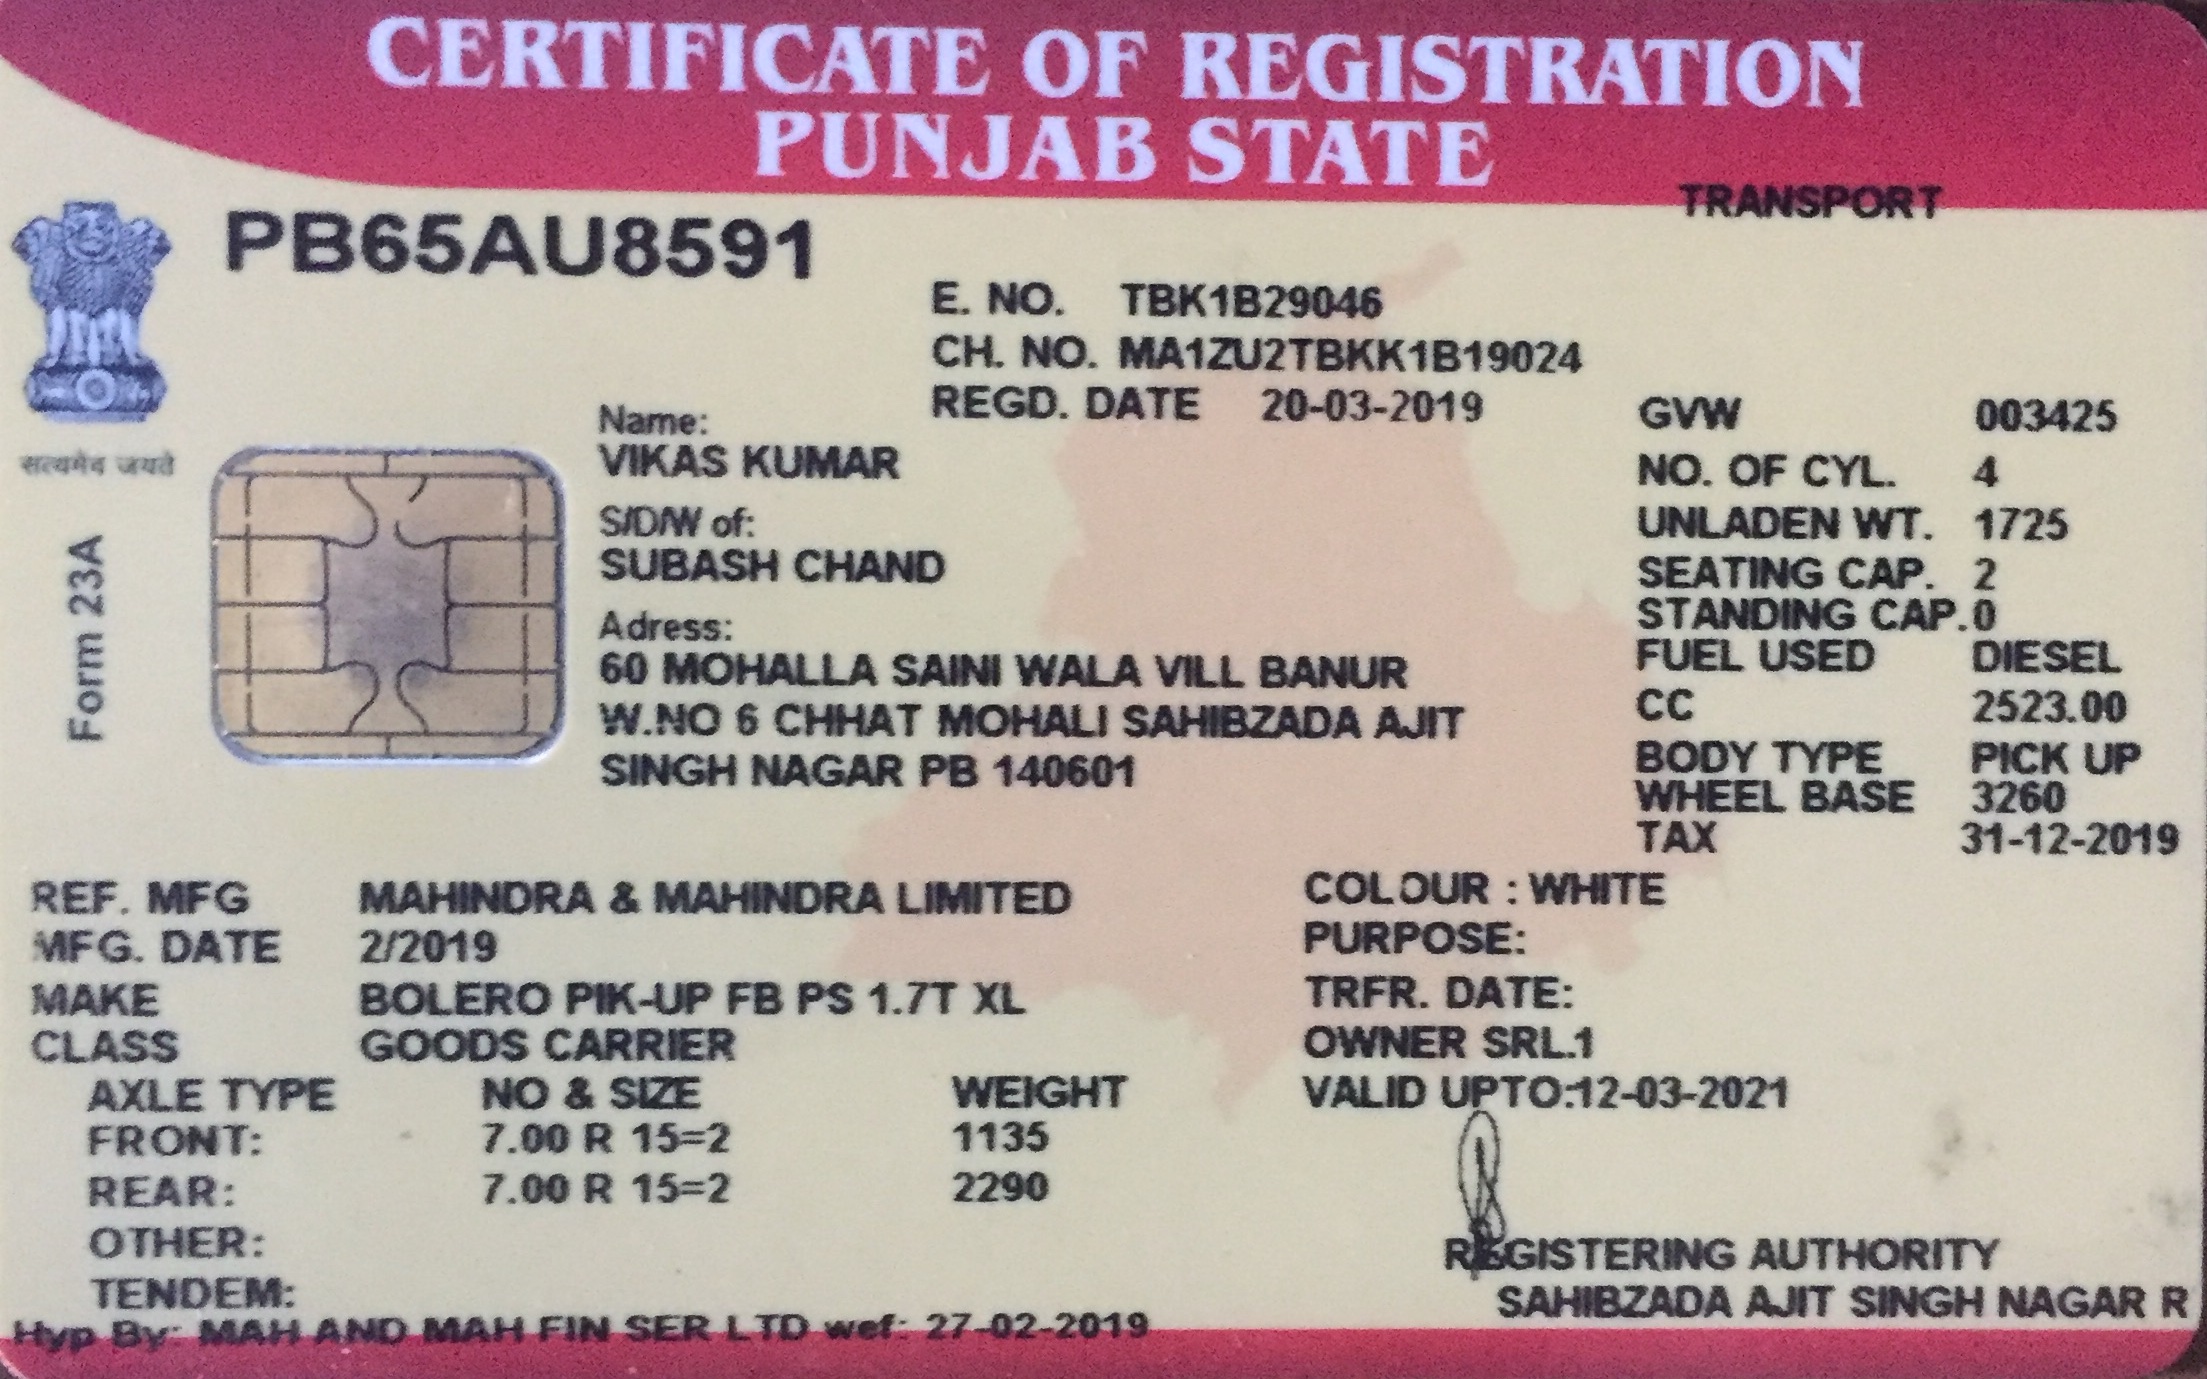 CERTIFICATE OF REGISTRATION
PUNJAB STATE
TRANSPORT
PB65AU8591
E. NO. TBK1B29046
CH. NO. MA1ZU2TBKK1B19024
REGD. DATE 20-03-2019
सत्यमेव जयते
Form 23A
Name:
VIKAS KUMAR
S/D/W of:
SUBASH CHAND
Adress:
60 MOHALLA SAINI WALA VILL BANUR
W.NO 6 CHHAT MOHALI SAHIBZADA AJIT
SINGH NAGAR PB 140601
GVW 003425
NO. OF CYL. 4
UNLADEN WT. 1725
SEATING CAP. 2
STANDING CAP. 0
FUEL USED DIESEL
CC 2523.00
BODY TYPE PICK UP
WHEEL BASE 3260
TAX 31-12-2019
REF. MFG MAHINDRA & MAHINDRA LIMITED
MFG. DATE 2/2019
MAKE BOLERO PIK-UP FB PS 1.7T XL
CLASS GOODS CARRIER
AXLE TYPE NO & SIZE WEIGHT
FRONT: 7.00 R 15=2 1135
REAR: 7.00 R 15=2 2290
OTHER:
TENDEM:
COLOUR : WHITE
PURPOSE:
TRFR. DATE:
OWNER SRL.1
VALID UPTO:12-03-2021
REGISTERING AUTHORITY
SAHIBZADA AJIT SINGH NAGAR R
Hyp By: MAH AND MAH FIN SER LTD wef: 27-02-2019